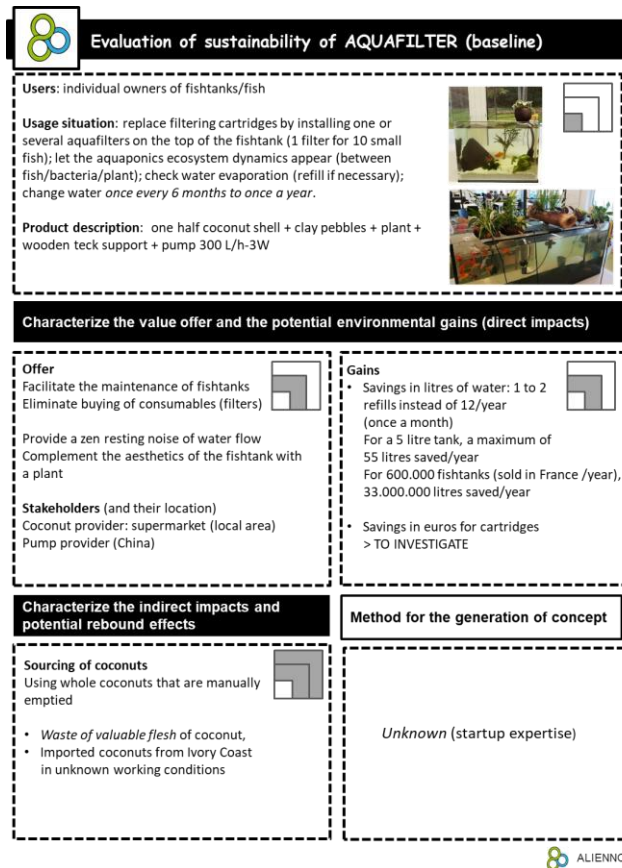 Evaluation of sustainability of AQUAFILTER (baseline)
Users: individual owners of fishtanks/fish
Usage situation: replace filtering cartridges by installing one or
several aquafilters on the top of the fishtank (1 filter for 10 small
fish); let the aquaponics ecosystem dynamics appear (between
fish/bacteria/plant); check water evaporation (refill if necessary);
change water once every 6 months to once a year.
Product description: one half coconut shell + clay pebbles + plant +
wooden teck support + pump 300 L/h-3W
Characterize the value offer and the potential environmental gains (direct impacts)
Offer
Facilitate the maintenance of fishtanks
Eliminate buying of consumables (filters)
Provide a zen resting noise of water flow
Complement the aesthetics of the fishtank with
a plant
Stakeholders (and their location)
Coconut provider: supermarket (local area)
Pump provider (China)
Gains
• Savings in litres of water: 1 to 2
refills instead of 12/year
(once a month)
For a 5 litre tank, a maximum of
55 litres saved/year
For 600.000 fishtanks (sold in France /year),
33.000.000 litres saved/year
• Savings in euros for cartridges
> TO INVESTIGATE
Characterize the indirect impacts and
potential rebound effects
Sourcing of coconuts
Using whole coconuts that are manually
emptied
• Waste of valuable flesh of coconut,
• Imported coconuts from Ivory Coast
in unknown working conditions
Method for the generation of concept
Unknown (startup expertise)